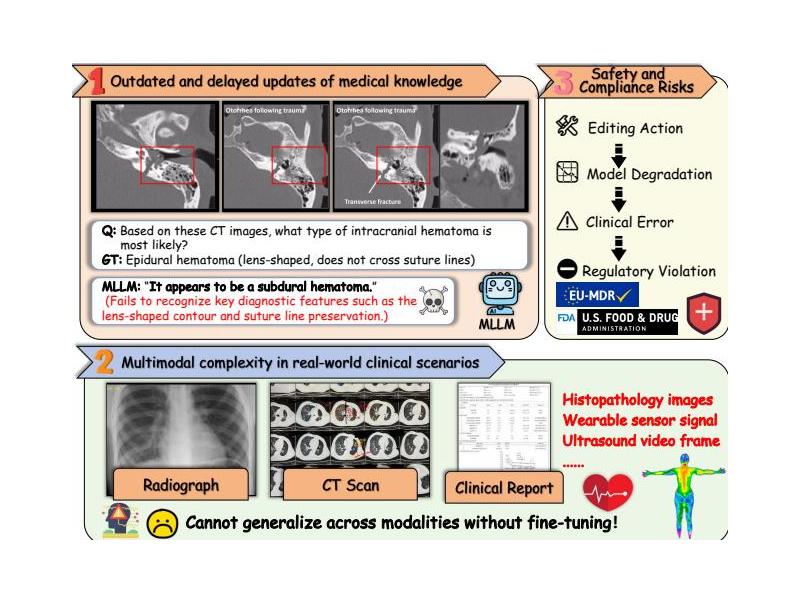 1 Outdated and delayed updates of medical knowledge
Otorrhea following trauma
Otorrhea following trauma
Transverse fracture
Q: Based on these CT images, what type of intracranial hematoma is
most likely?
GT: Epidural hematoma (lens-shaped, does not cross suture lines)
MLLM: "It appears to be a subdural hematoma."
(Fails to recognize key diagnostic features such as the
lens-shaped contour and suture line preservation.)
AI
MLLM
3 Safety and
Compliance Risks
Editing Action
Model Degradation
Clinical Error
Regulatory Violation
EU-MDR
FDA U.S. FOOD & DRUG
ADMINISTRATION
2 Multimodal complexity in real-world clinical scenarios
Radiograph
CT Scan
Clinical Report
Histopathology images
Wearable sensor signal
Ultrasound video frame
......
Cannot generalize across modalities without fine-tuning!